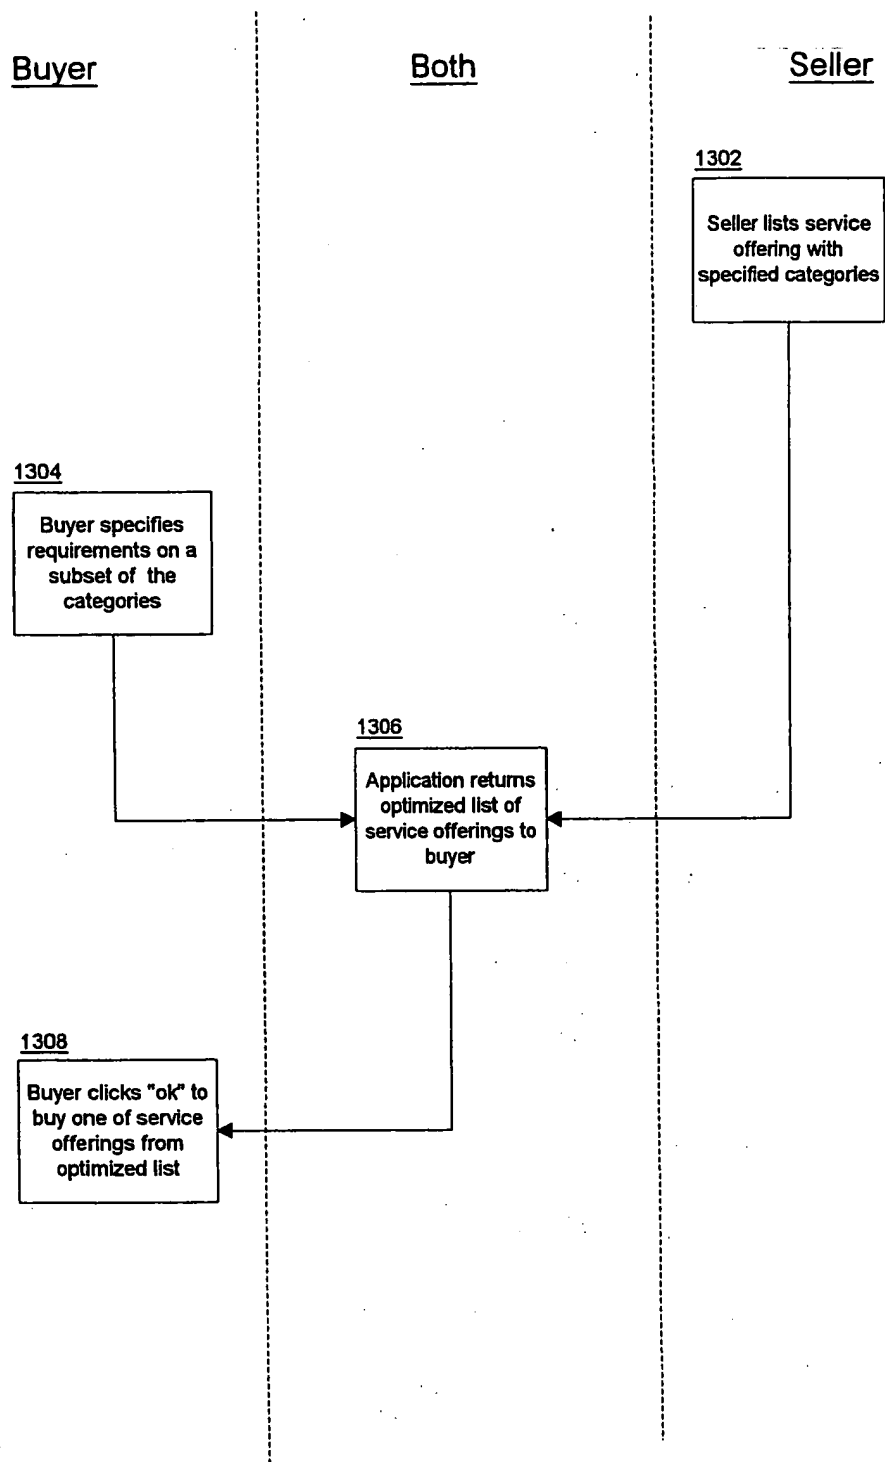 Buyer
Both
Seller
1302
Seller lists service
offering with
specified categories
1304
Buyer specifies
requirements on a
subset of the
categories
1306
Application returns
optimized list of
service offerings to
buyer
1308
Buyer clicks "ok" to
buy one of service
offerings from
optimized list